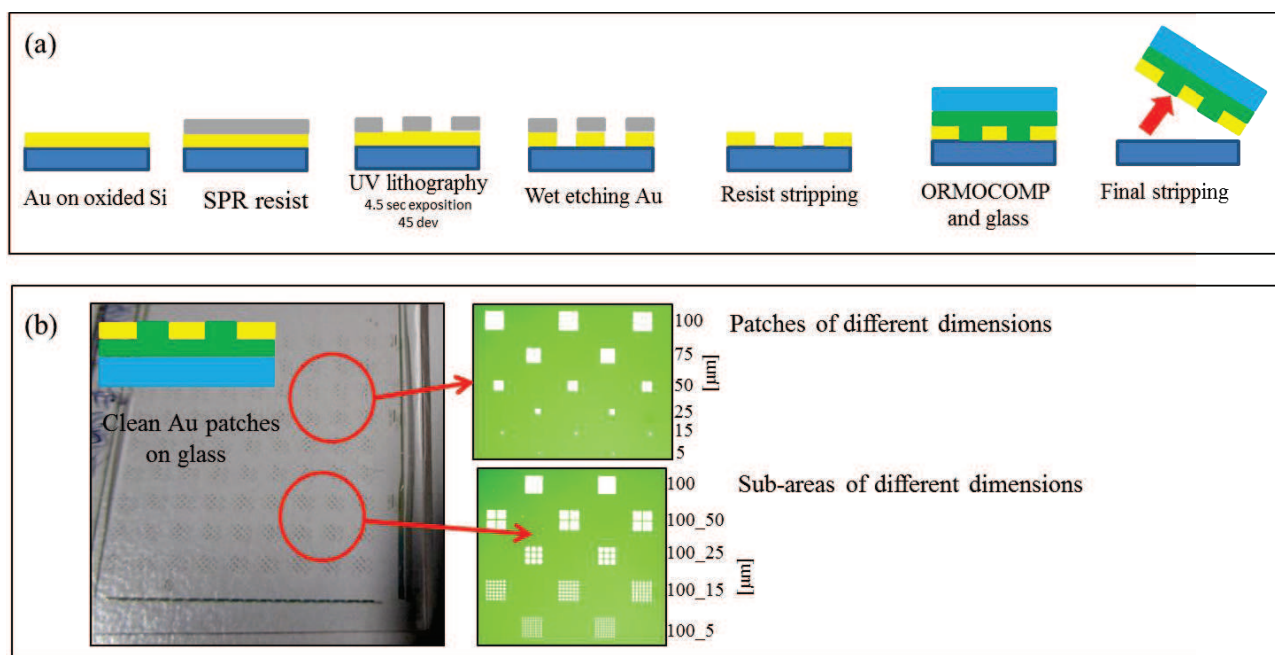 (a)
Au on oxided Si
SPR resist
UV lithography
4.5 sec exposition
45 dev
Wet etching Au
Resist stripping
ORMOCOMP
and glass
Final stripping
(b)
Clean Au patches
on glass
100
75
50
25
15
5
[µm]
Patches of different dimensions
100
100_50
100_25
100_15
100_5
[µm]
Sub-areas of different dimensions